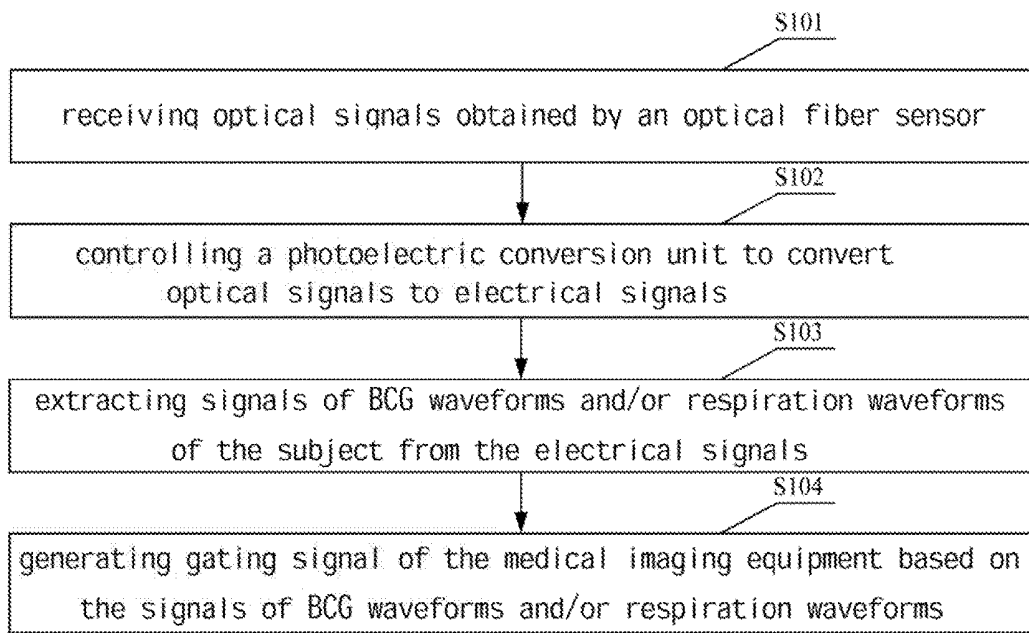 S101
receiving optical signals obtained by an optical fiber sensor
S102
controlling a photoelectric conversion unit to convert
optical signals to electrical signals
S103
extracting signals of BCG waveforms and/or respiration waveforms
of the subject from the electrical signals
S104
generating gating signal of the medical imaging equipment based on
the signals of BCG waveforms and/or respiration waveforms